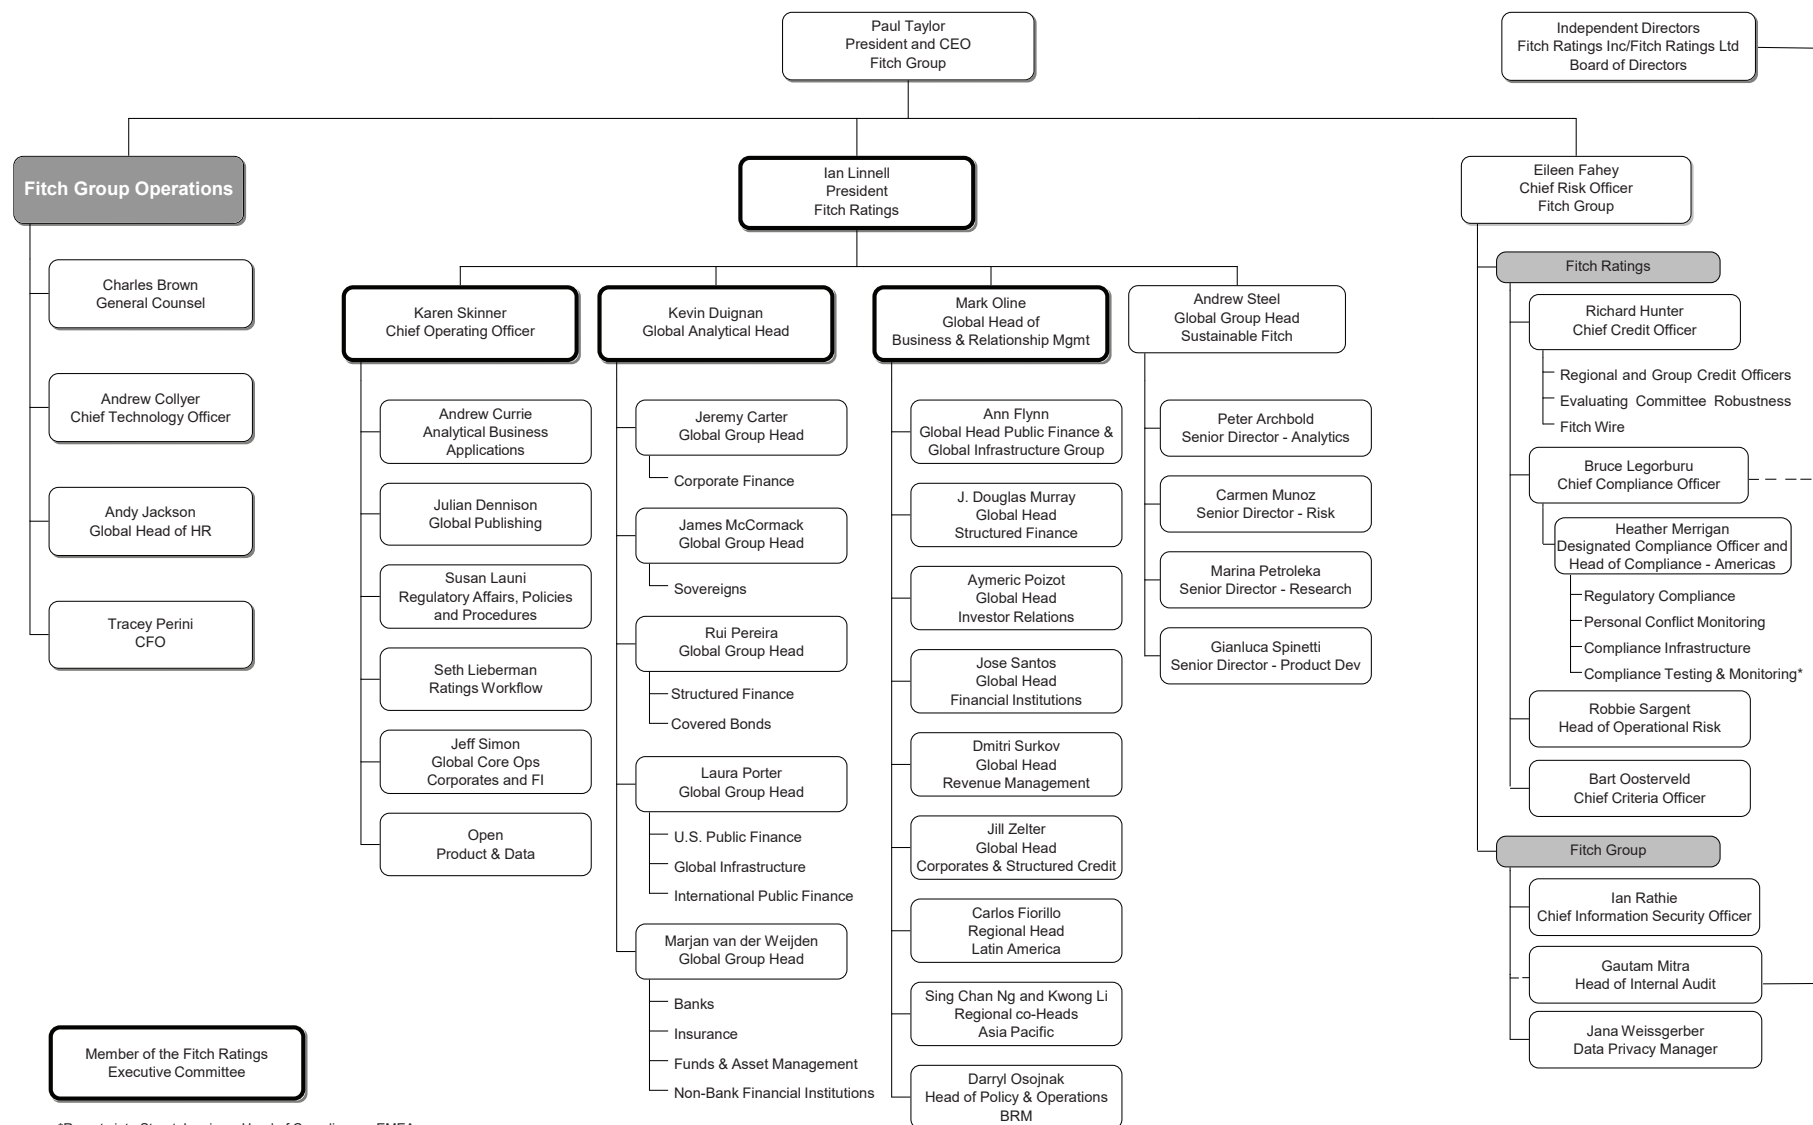 Paul Taylor
President and CEO
Fitch Group
Independent Directors
Fitch Ratings Inc/Fitch Ratings Ltd
Board of Directors
Fitch Group Operations
Ian Linnell
President
Fitch Ratings
Eileen Fahey
Chief Risk Officer
Fitch Group
Charles Brown
General Counsel
Andrew Collyer
Chief Technology Officer
Andy Jackson
Global Head of HR
Tracey Perini
CFO
Karen Skinner
Chief Operating Officer
Andrew Currie
Analytical Business
Applications
Julian Dennison
Global Publishing
Susan Launi
Regulatory Affairs, Policies
and Procedures
Seth Lieberman
Ratings Workflow
Jeff Simon
Global Core Ops
Corporates and FI
Open
Product & Data
Kevin Duignan
Global Analytical Head
Jeremy Carter
Global Group Head
Corporate Finance
James McCormack
Global Group Head
Sovereigns
Rui Pereira
Global Group Head
Structured Finance
Covered Bonds
Laura Porter
Global Group Head
U.S. Public Finance
Global Infrastructure
International Public Finance
Marjan van der Weijden
Global Group Head
Banks
Insurance
Funds & Asset Management
Non-Bank Financial Institutions
Mark Oline
Global Head of
Business & Relationship Mgmt
Ann Flynn
Global Head Public Finance &
Global Infrastructure Group
J. Douglas Murray
Global Head
Structured Finance
Aymeric Poizot
Global Head
Investor Relations
Jose Santos
Global Head
Financial Institutions
Dmitri Surkov
Global Head
Revenue Management
Jill Zelter
Global Head
Corporates & Structured Credit
Carlos Fiorillo
Regional Head
Latin America
Sing Chan Ng and Kwong Li
Regional co-Heads
Asia Pacific
Darryl Osojnak
Head of Policy & Operations
BRM
Andrew Steel
Global Group Head
Sustainable Fitch
Peter Archbold
Senior Director - Analytics
Carmen Munoz
Senior Director - Risk
Marina Petroleka
Senior Director - Research
Gianluca Spinetti
Senior Director - Product Dev
Fitch Ratings
Richard Hunter
Chief Credit Officer
Regional and Group Credit Officers
Evaluating Committee Robustness
Fitch Wire
Bruce Legorburu
Chief Compliance Officer
Heather Merrigan
Designated Compliance Officer and
Head of Compliance - Americas
Regulatory Compliance
Personal Conflict Monitoring
Compliance Infrastructure
Compliance Testing & Monitoring*
Robbie Sargent
Head of Operational Risk
Bart Oosterveld
Chief Criteria Officer
Fitch Group
Ian Rathie
Chief Information Security Officer
Gautam Mitra
Head of Internal Audit
Jana Weissgerber
Data Privacy Manager
Member of the Fitch Ratings
Executive Committee